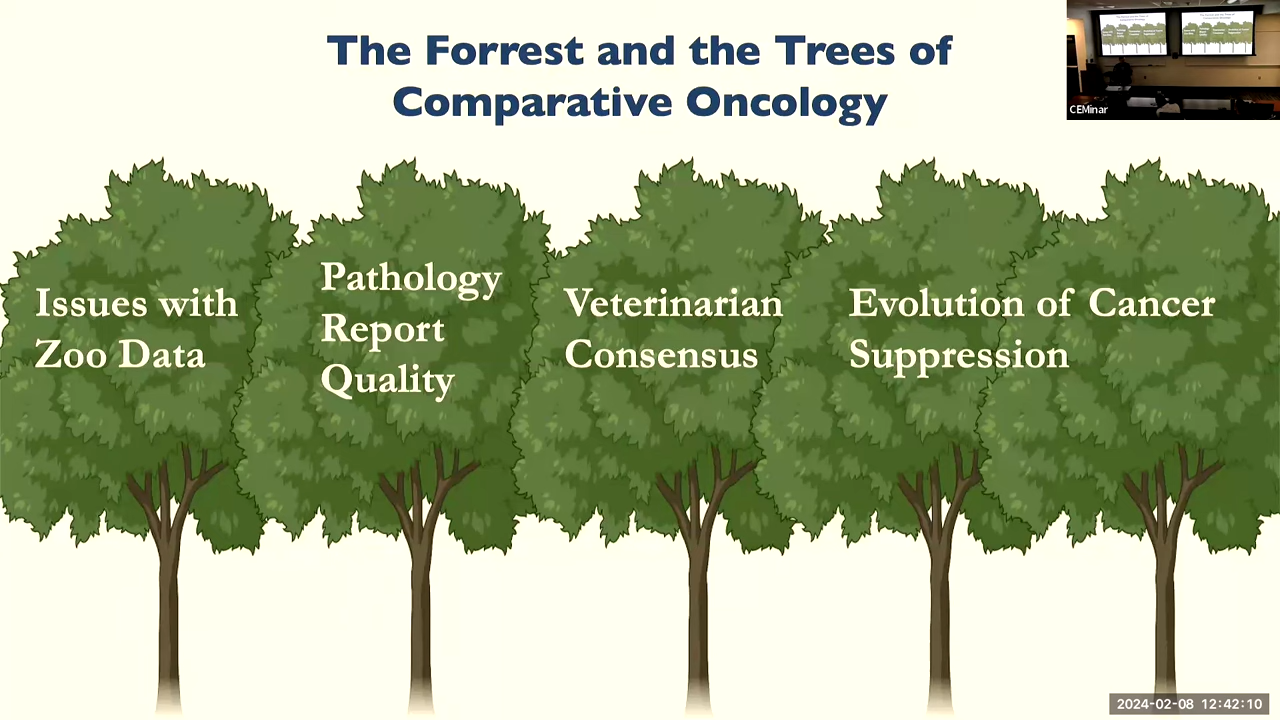 The Forrest and the Trees of
Comparative Oncology
CEMinar
Issues with
Zoo Data
Pathology
Report
Quality
Veterinarian
Consensus
Evolution of Cancer
Suppression
2024-02-08 12:42:10